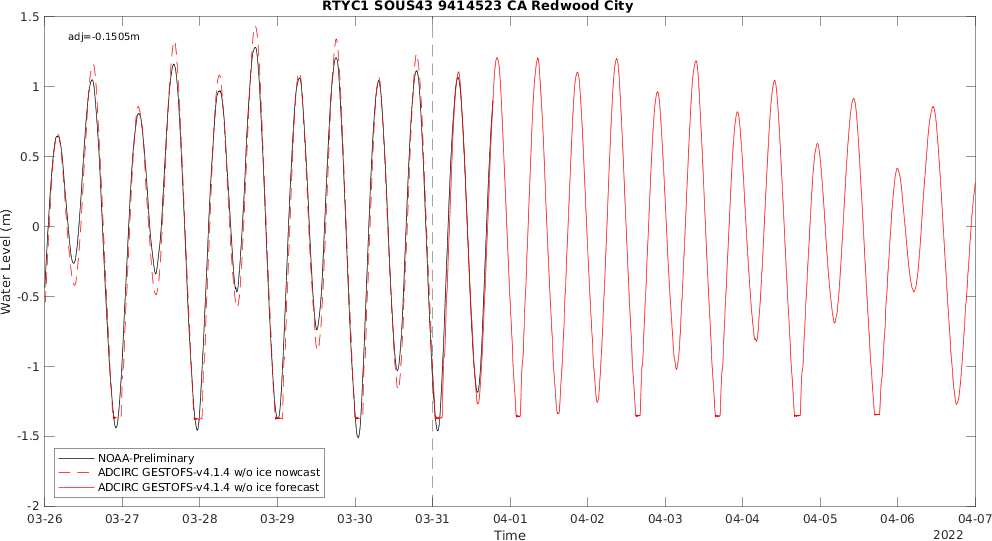 RTYC1 SOUS43 9414523 CA Redwood City
adj=-0.1505m
1.5
1
0.5
0
-0.5
-1
-1.5
-2
Water Level (m)
NOAA-Preliminary
ADCIRC GESTOFS-v4.1.4 w/o ice nowcast
ADCIRC GESTOFS-v4.1.4 w/o ice forecast
03-26 03-27 03-28 03-29 03-30 03-31 04-01 04-02 04-03 04-04 04-05 04-06 04-07
Time
2022